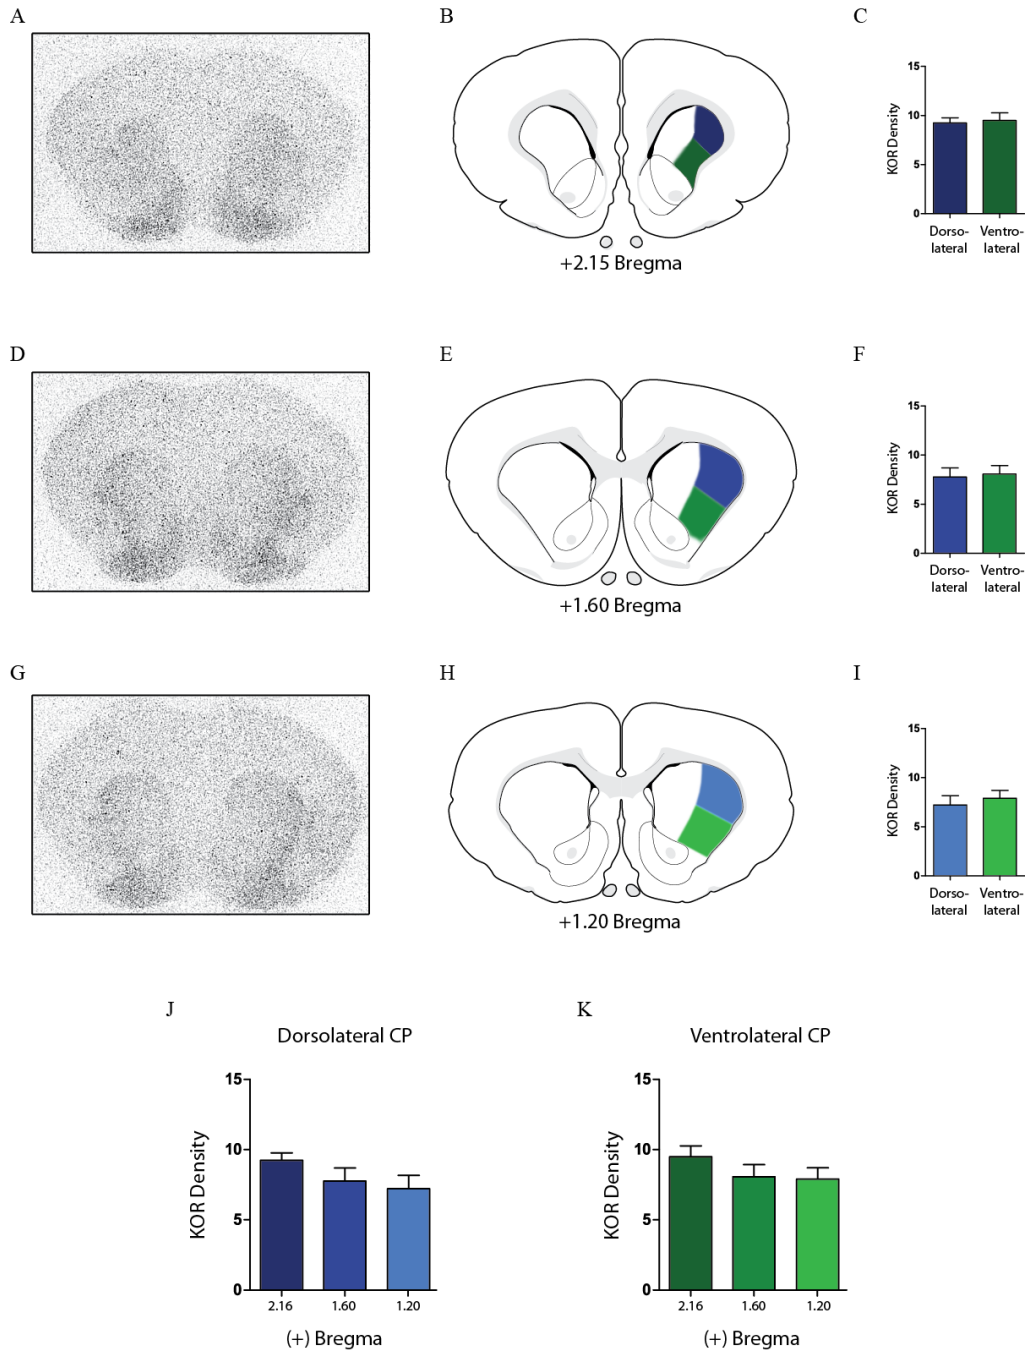 A
B
C
15
10
5
0
KOR Density
Dorso-
lateral
Ventro-
lateral
+2.15 Bregma
D
E
F
15
10
5
0
KOR Density
Dorso-
lateral
Ventro-
lateral
+1.60 Bregma
G
H
I
15
10
5
0
KOR Density
Dorso-
lateral
Ventro-
lateral
+1.20 Bregma
J
Dorsolateral CP
15
10
5
0
KOR Density
2.16 1.60 1.20
(+) Bregma
K
Ventrolateral CP
15
10
5
0
KOR Density
2.16 1.60 1.20
(+) Bregma